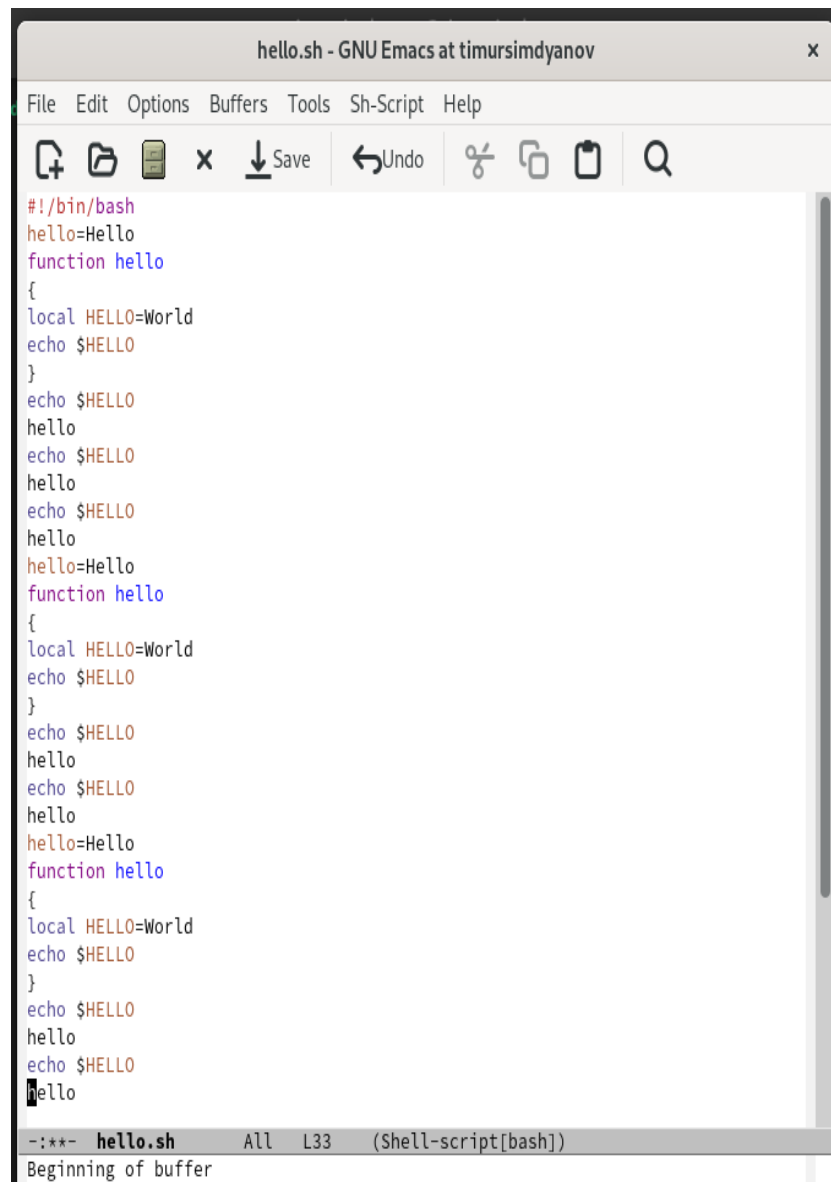 hello.sh - GNU Emacs at timursimdyanov ×
File Edit Options Buffers Tools Sh-Script Help
Save Undo
#!/bin/bash
hello=Hello
function hello
{
local HELLO=World
echo $HELLO
}
echo $HELLO
hello
echo $HELLO
hello
echo $HELLO
hello
hello=Hello
function hello
{
local HELLO=World
echo $HELLO
}
echo $HELLO
hello
echo $HELLO
hello
hello=Hello
function hello
{
local HELLO=World
echo $HELLO
}
echo $HELLO
hello
echo $HELLO
hello
-:**- hello.sh All L33 (Shell-script[bash])
Beginning of buffer